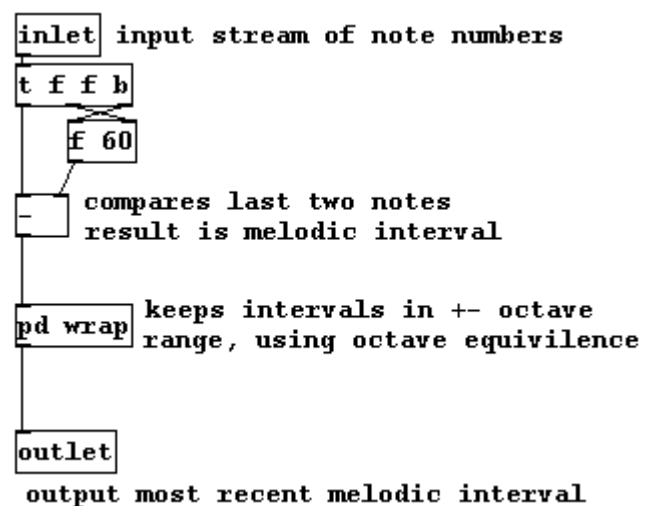 inlet input stream of note numbers
t f f b
f 60
- compares last two notes
result is melodic interval
pd wrap keeps intervals in +- octave
range, using octave equivilence
outlet
output most recent melodic interval